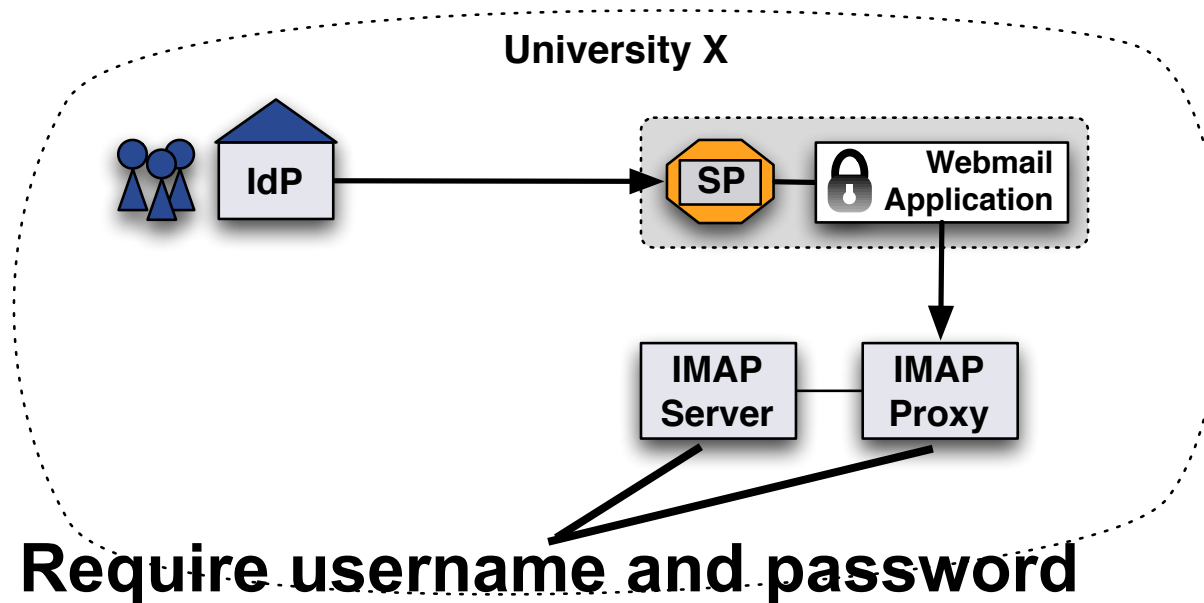 University X
IdP
SP
Webmail
Application
IMAP
Server
IMAP
Proxy
Require username and password